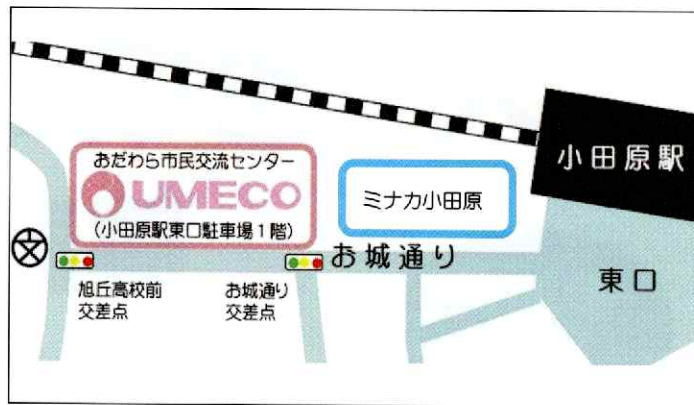 小田原駅
おだわら市民交流センター
UMECO
(小田原駅東口駐車場1階)
ミナカ小田原
お城通り
東口
旭丘高校前
交差点
お城通り
交差点